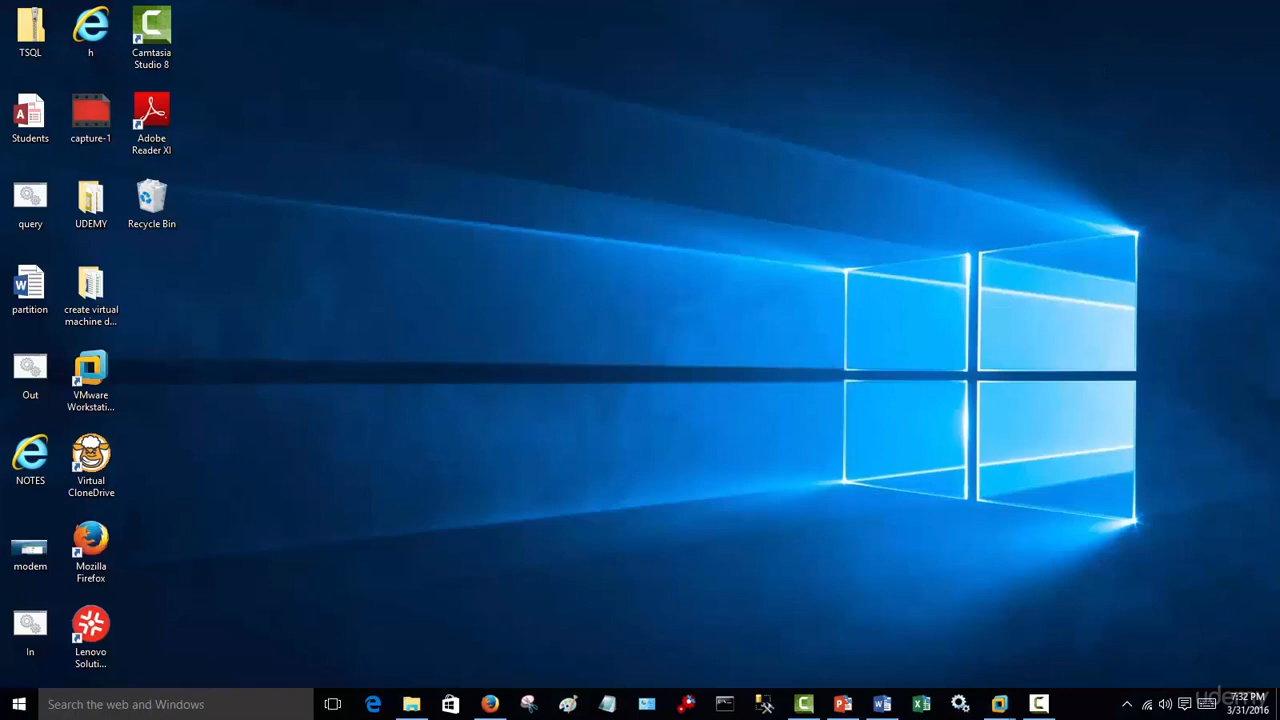 TSQL
h
Camtasia
Studio 8
Students
capture-1
Adobe
Reader XI
query
UDEMY
Recycle Bin
partition
create virtual
machine d...
Out
VMware
Workstati...
NOTES
Virtual
CloneDrive
modem
Mozilla
Firefox
In
Lenovo
Soluti...
Search the web and Windows
7:32 PM
3/31/2016
udemy